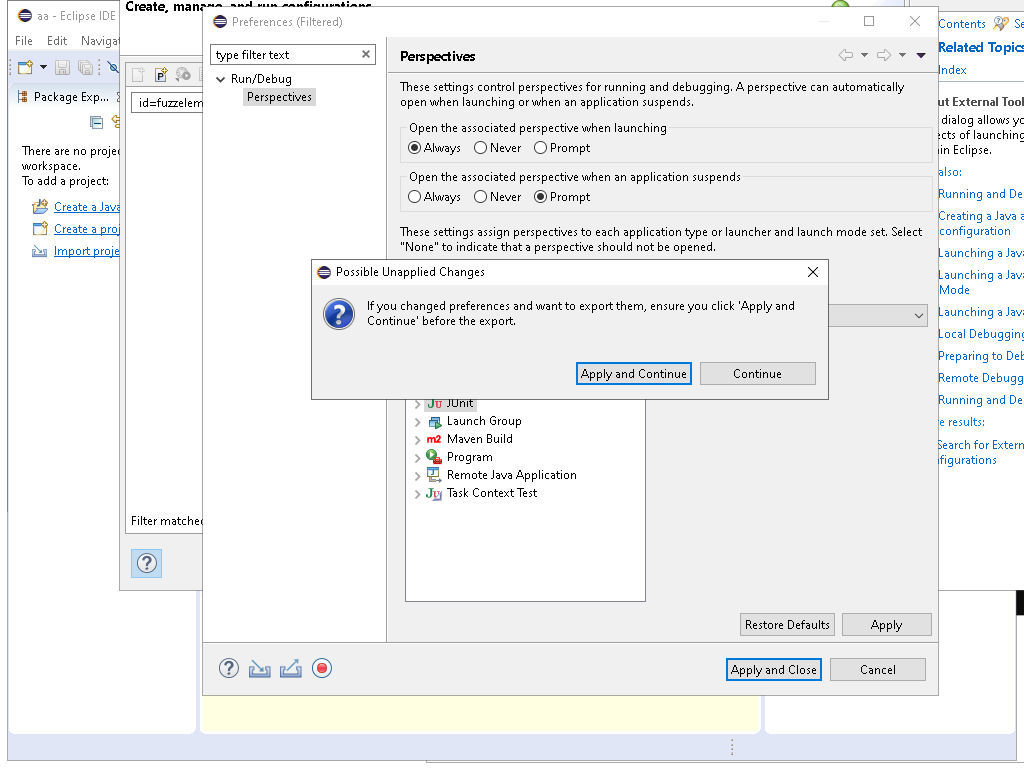 aa - Eclipse IDE
Create, manage, and run configurations
File Edit Naviga
Package Exp...
There are no proje
workspace.
To add a project:
Create a Java
Create a proj
Import proje
id=fuzzelem
Filter matched
Preferences (Filtered)
type filter text
Run/Debug
Perspectives
Perspectives
These settings control perspectives for running and debugging. A perspective can automatically
open when launching or when an application suspends.
Open the associated perspective when launching
Always Never Prompt
Open the associated perspective when an application suspends
Always Never Prompt
These settings assign perspectives to each application type or launcher and launch mode set. Select
"None" to indicate that a perspective should not be opened.
Possible Unapplied Changes
If you changed preferences and want to export them, ensure you click 'Apply and
Continue' before the export.
Apply and Continue Continue
JU JUnit
Launch Group
m2 Maven Build
Program
Remote Java Application
Ju Task Context Test
Restore Defaults Apply
Apply and Close Cancel
Contents Se
Related Topics
Index
ut External Tool
dialog allows yo
ects of launching
in Eclipse.
also:
Running and De
Creating a Java a
configuration
Launching a Java
Launching a Java
Mode
Launching a Java
Local Debugging
Preparing to Deb
Remote Debugg
Running and De
e results:
Search for Extern
figurations